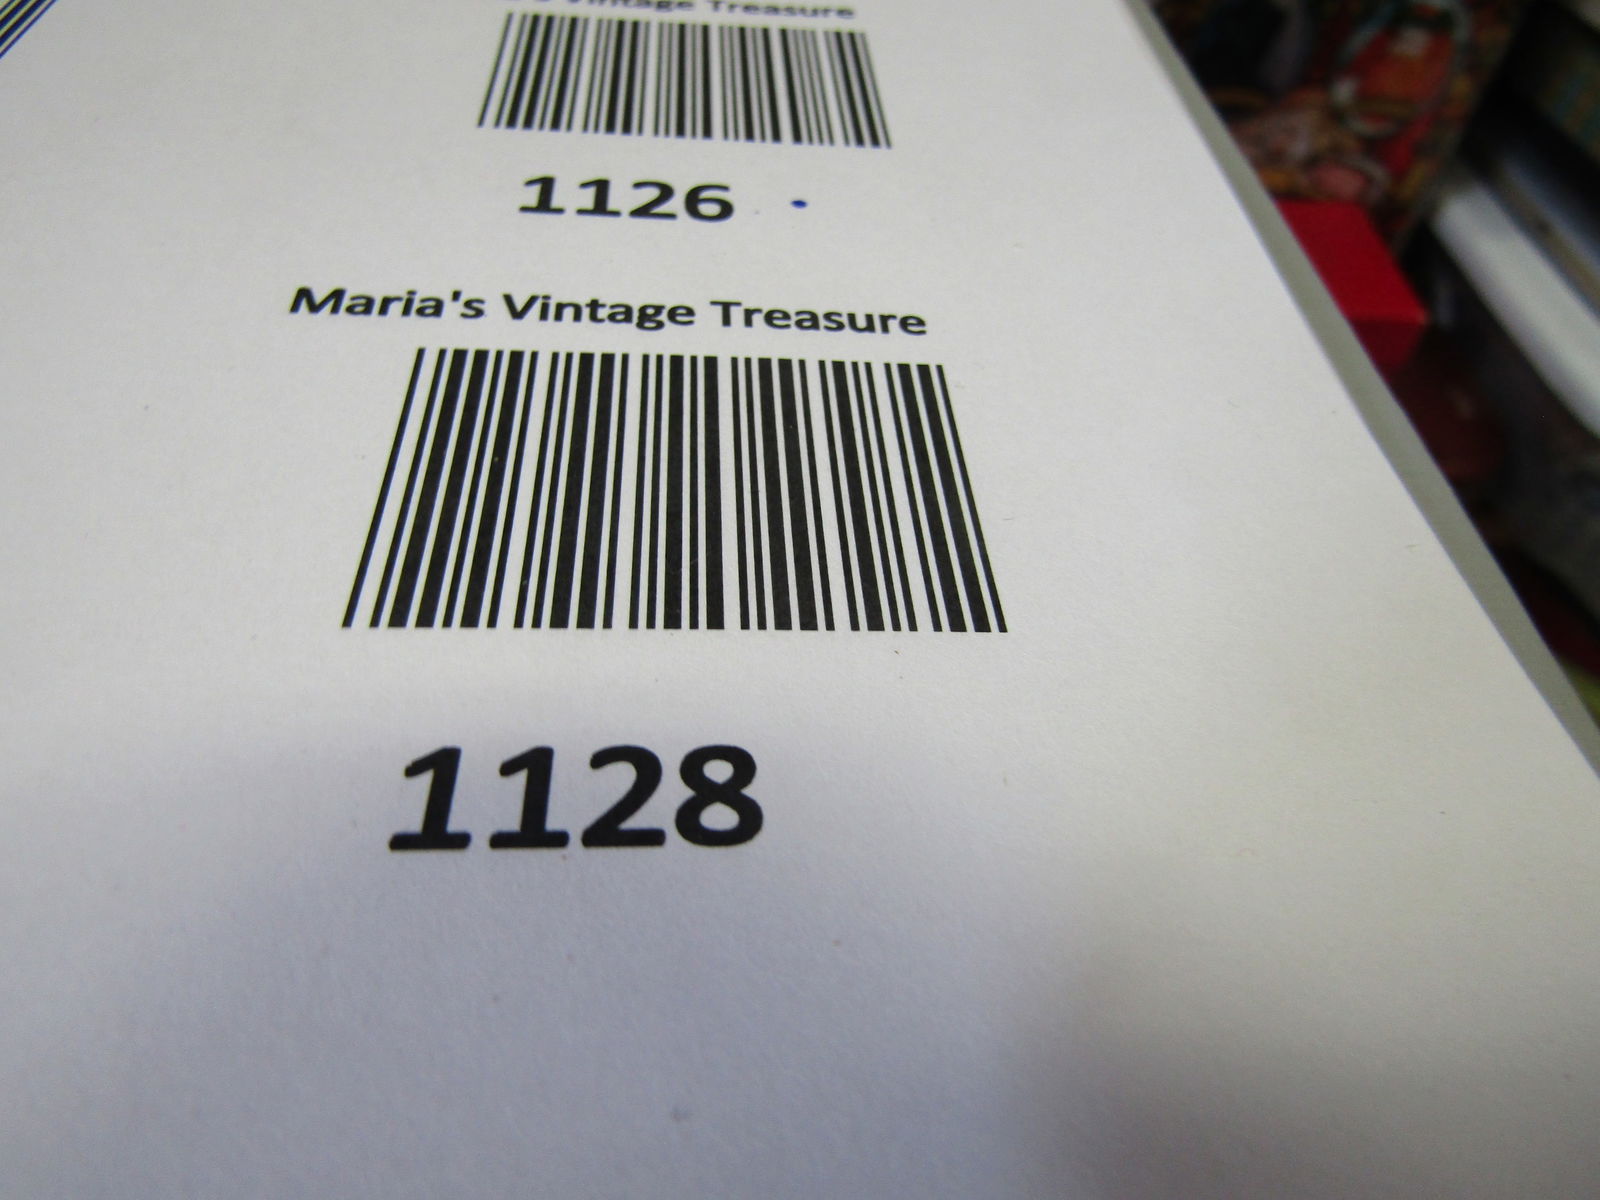 Vintage Treasure
1126
Maria's Vintage Treasure
1128